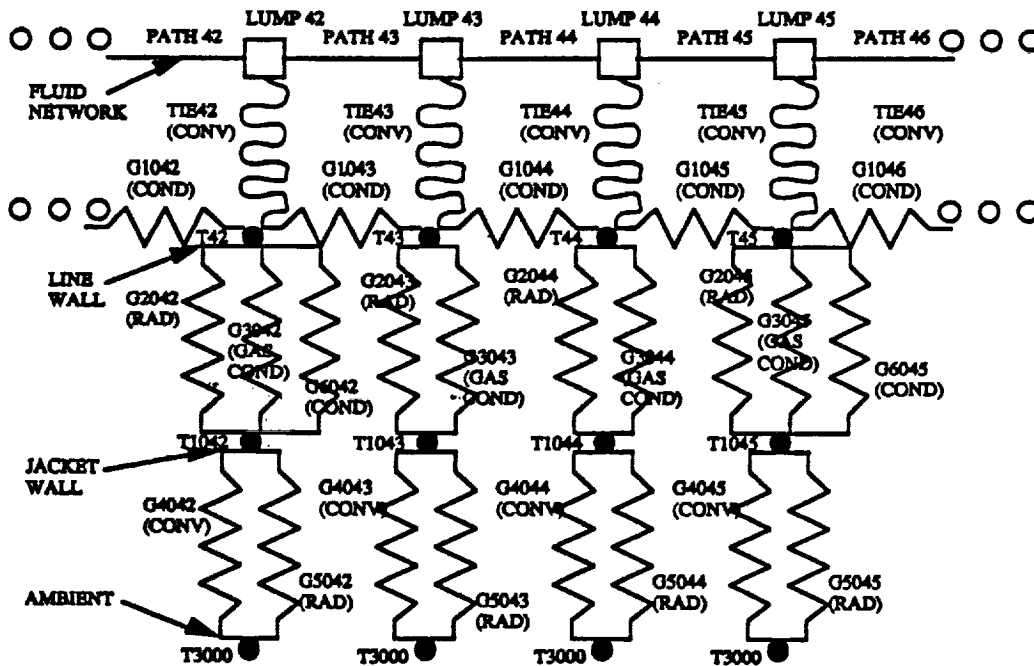 LUMP 42 LUMP 43 LUMP 44 LUMP 45
PATH 42 PATH 43 PATH 44 PATH 45 PATH 46
FLUID
NETWORK
TIE42
(CONV)
TIE43
(CONV)
TIE44
(CONV)
TIE45
(CONV)
TIE46
(CONV)
G1042
(COND)
G1043
(COND)
G1044
(COND)
G1045
(COND)
G1046
(COND)
T42 T43 T44 T45
LINE
WALL
G2042
(RAD)
G2043
(RAD)
G2044
(RAD)
G2045
(RAD)
G3042
(GAS
COND)
G6042
(COND)
G3043
(GAS
COND)
G3044
(GAS
COND)
G3045
(GAS
COND)
G6045
(COND)
T1042 T1043 T1044 T1045
JACKET
WALL
G4042
(CONV)
G4043
(CONV)
G4044
(CONV)
G4045
(CONV)
G5042
(RAD)
G5043
(RAD)
G5044
(RAD)
G5045
(RAD)
AMBIENT
T3000 T3000 T3000 T3000